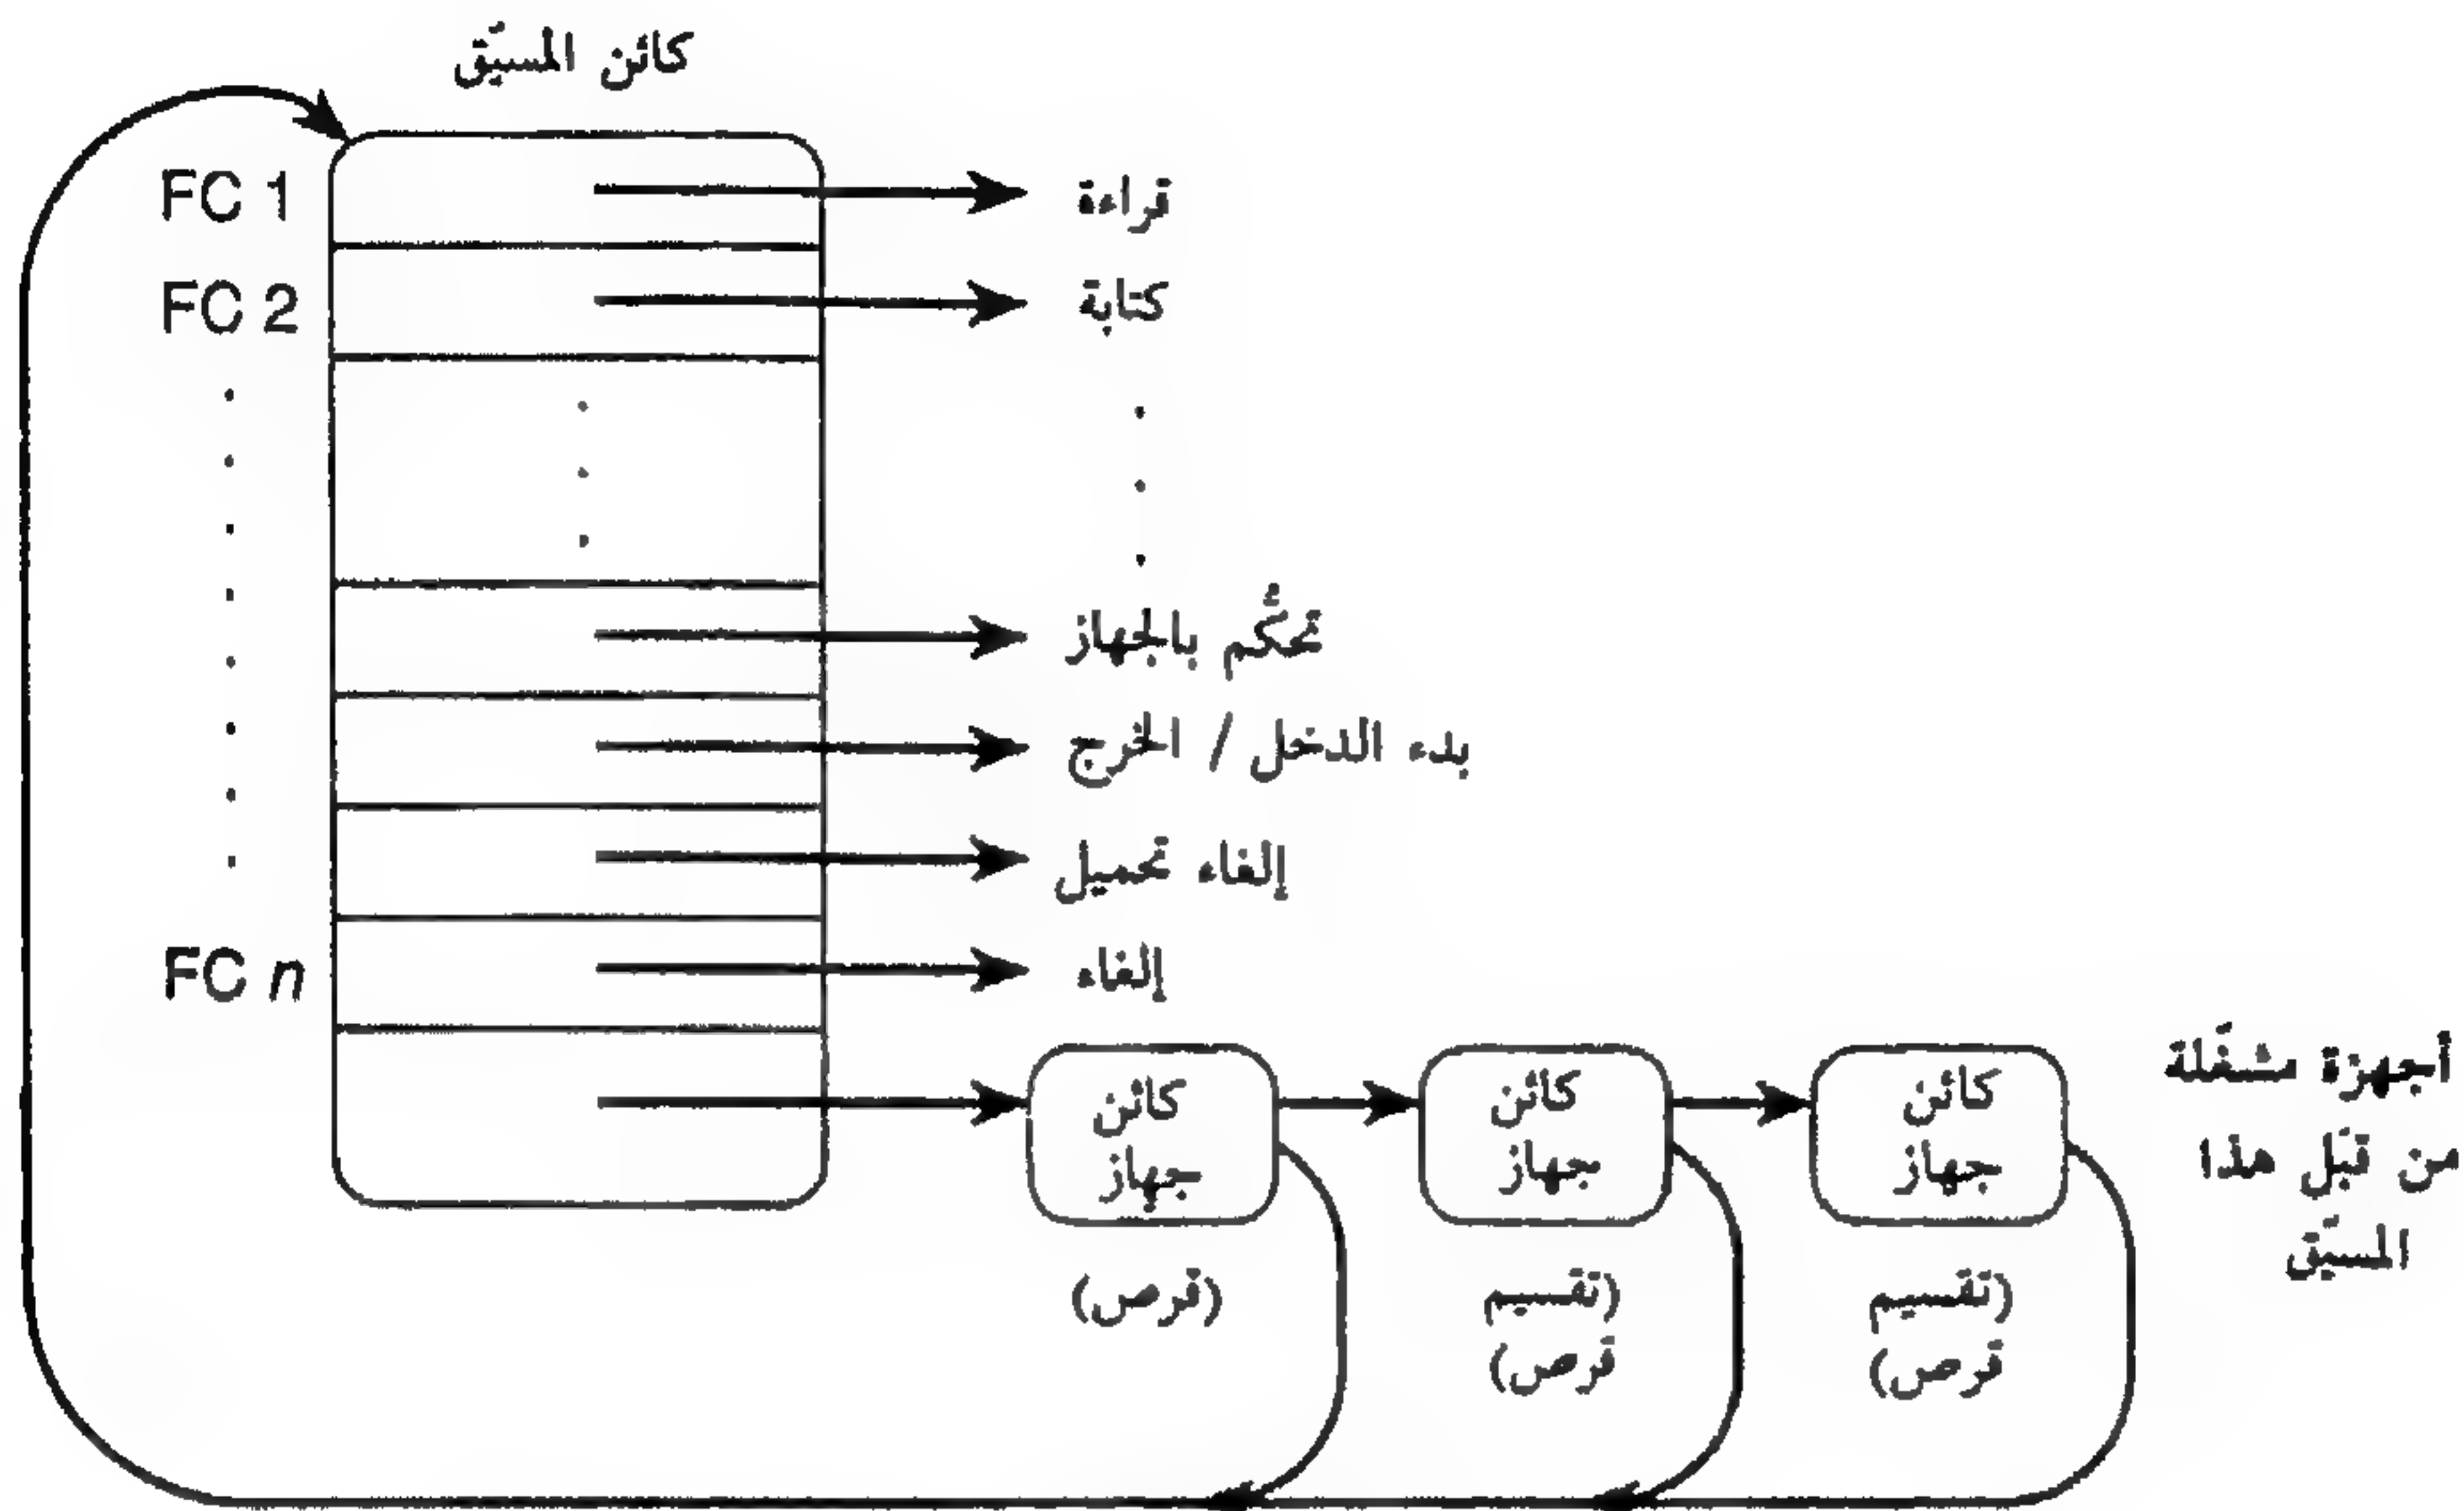 كائن المسيّق
FC 1
قراءة
FC 2
كتابة
تحكّم بالجهاز
بدء الدخل / الخرج
إلغاء تحميل
FC n
إلغاء
كائن
جهاز
(قرص)
كائن
جهاز
(تقسيم
قرص)
كائن
جهاز
(تقسيم
قرص)
أجهزة مشغّلة
من قبل هذا
المسيّق